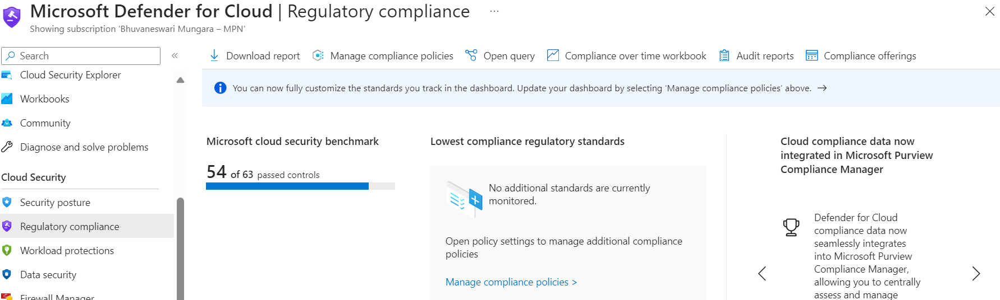 Microsoft Defender for Cloud | Regulatory compliance ...
Showing subscription 'Bhuvaneswari Mungara – MPN'
Search
«
Cloud Security Explorer
Workbooks
Community
Diagnose and solve problems
Cloud Security
Security posture
Regulatory compliance
Workload protections
Data security
Firewall Manager
Download report
Manage compliance policies
Open query
Compliance over time workbook
Audit reports
Compliance offerings
You can now fully customize the standards you track in the dashboard. Update your dashboard by selecting ‘Manage compliance policies’ above. →
Microsoft cloud security benchmark
54 of 63 passed controls
Lowest compliance regulatory standards
No additional standards are currently
monitored.
Open policy settings to manage additional compliance
policies
Manage compliance policies >
Cloud compliance data now
integrated in Microsoft Purview
Compliance Manager
Defender for Cloud
compliance data now
seamlessly integrates
into Microsoft Purview
Compliance Manager,
allowing you to centrally
assess and manage